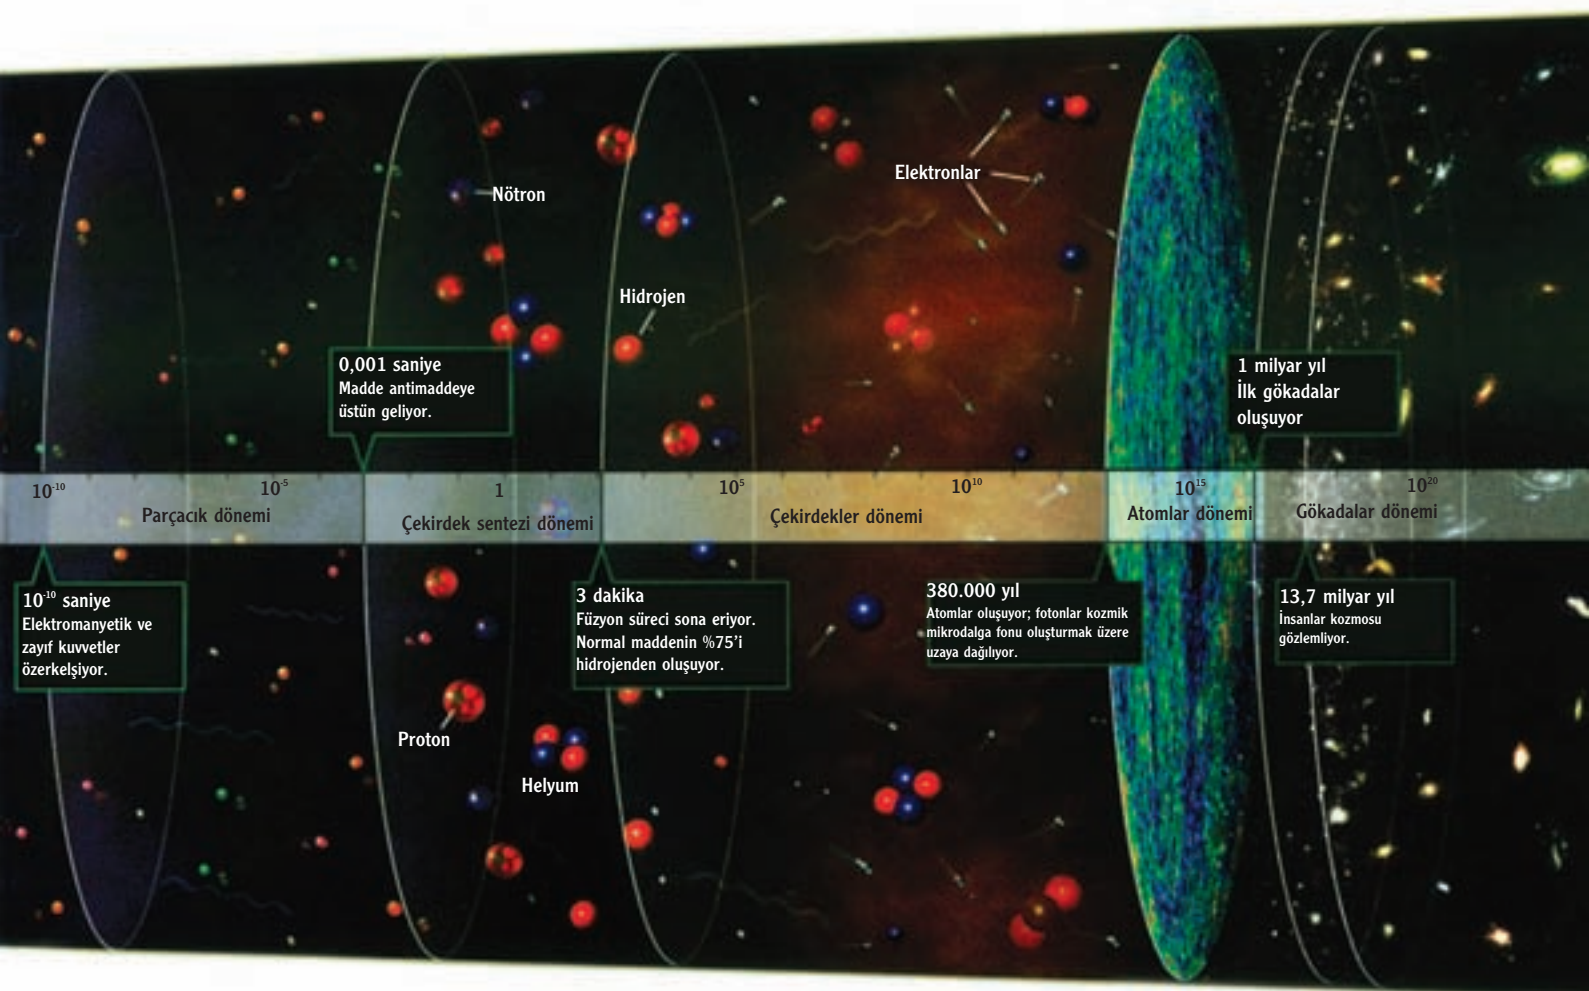 Nötron
Elektronlar
Hidrojen
0,001 saniye
Madde antimaddeye
üstün geliyor.
1 milyar yıl
İlk gökadalar
oluşuyor
10⁻¹⁰
10⁻⁵
1
10⁵
10¹⁰
10¹⁵
10²⁰
Parçacık dönemi
Çekirdek sentezi dönemi
Çekirdekler dönemi
Atomlar dönemi
Gökadalar dönemi
10⁻¹⁰ saniye
Elektromanyetik ve
zayıf kuvvetler
özerkelşiyor.
3 dakika
Füzyon süreci sona eriyor.
Normal maddenin %75’i
hidrojenden oluşuyor.
380.000 yıl
Atomlar oluşuyor; fotonlar kozmik
mikrodalga fonu oluşturmak üzere
uzaya dağılıyor.
13,7 milyar yıl
İnsanlar kozmosu
gözlemliyor.
Proton
Helyum